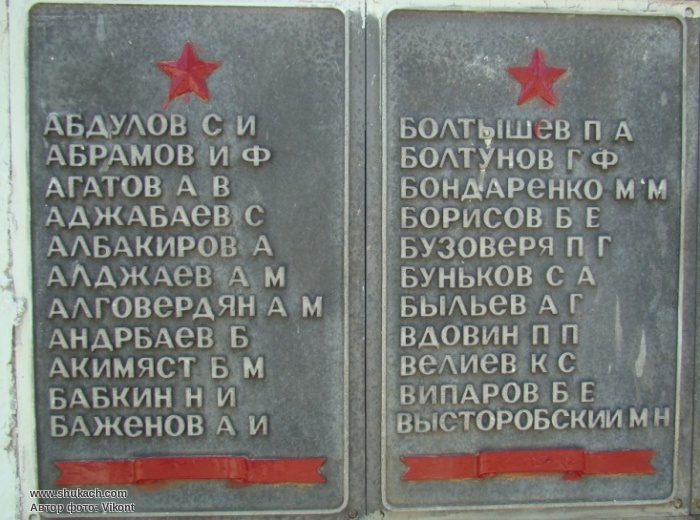 АБДУЛОВ С И
АБРАМОВ И Ф
АГАТОВ А В
АДЖАБАЕВ С
АЛБАКИРОВ А
АЛДЖАЕВ А М
АЛГОВЕРДЯН А М
АНДРБАЕВ Б
АКИМЯСТ Б М
БАБКИН Н И
БАЖЕНОВ А И
БОЛТЫШЕВ П А
БОЛТУНОВ Г Ф
БОНДАРЕНКО М М
БОРИСОВ Б Е
БУЗОВЕРЯ П Г
БУНЬКОВ С А
БЫЛЬЕВ А Г
ВДОВИН П П
ВЕЛИЕВ К С
ВИПАРОВ Б Е
ВЫСТОРОБСКИИ М Н
www.shukach.com
Автор фото: Vikont